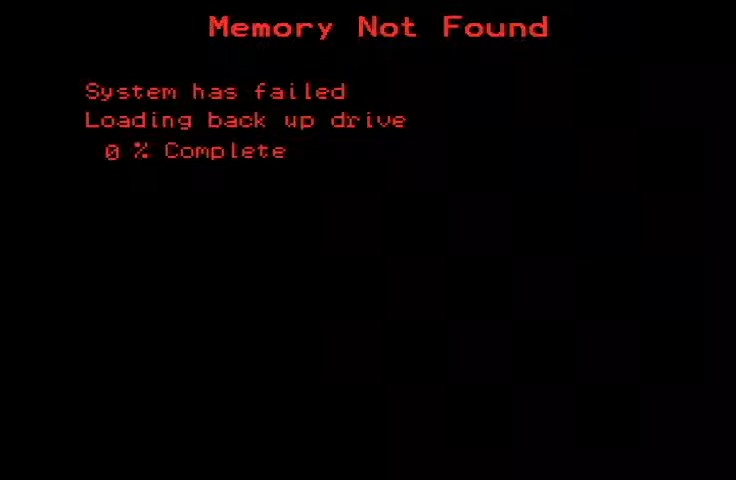 Memory Not Found
System has failed
Loading back up drive
0 % Complete